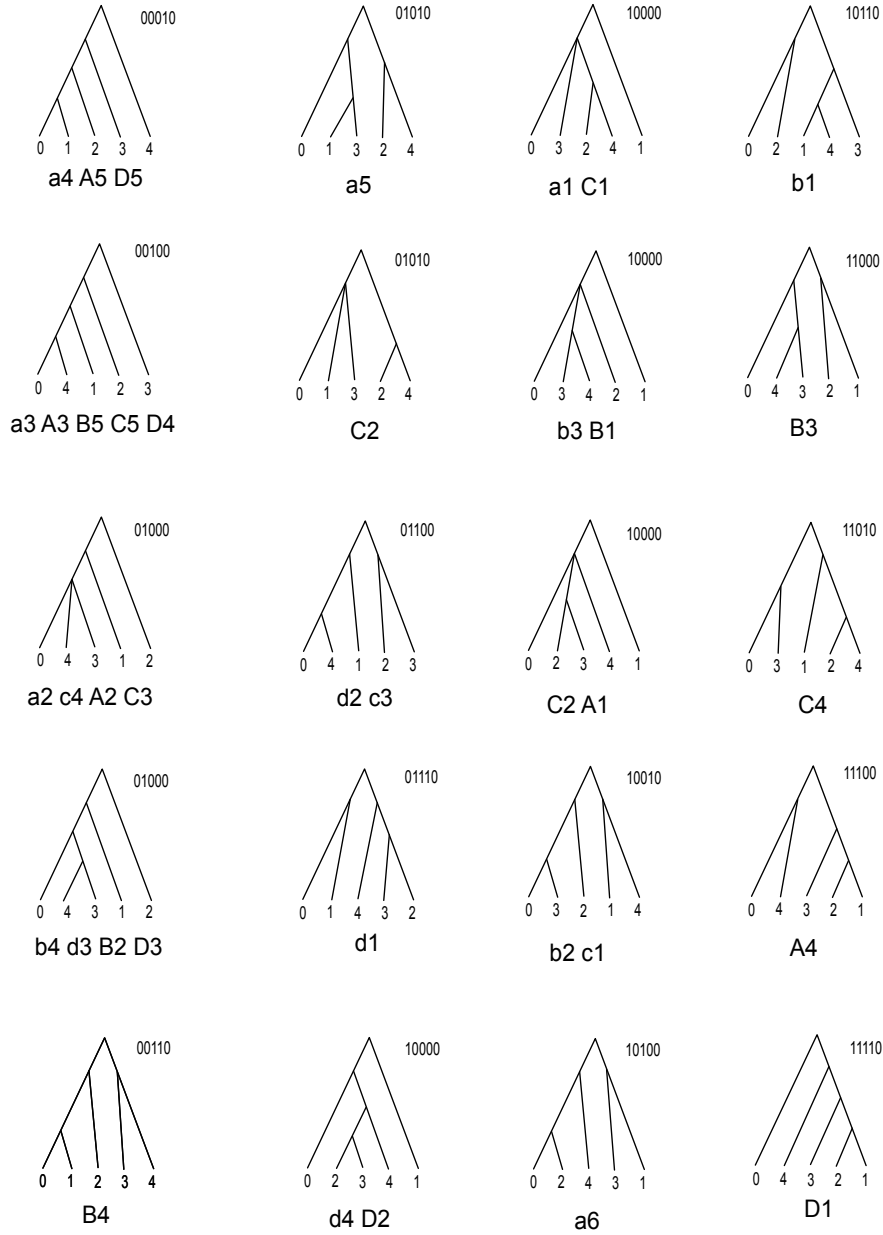 00010
0 1 2 3 4
a4 A5 D5
01010
0 1 3 2 4
a5
10000
0 3 2 4 1
a1 C1
10110
0 2 1 4 3
b1
00100
0 4 1 2 3
a3 A3 B5 C5 D4
01010
0 1 3 2 4
C2
10000
0 3 4 2 1
b3 B1
11000
0 4 3 2 1
B3
01000
0 4 3 1 2
a2 c4 A2 C3
01100
0 4 1 2 3
d2 c3
10000
0 2 3 4 1
C2 A1
11010
0 3 1 2 4
C4
01000
0 4 3 1 2
b4 d3 B2 D3
01110
0 1 4 3 2
d1
10010
0 3 2 1 4
b2 c1
11100
0 4 3 2 1
A4
00110
0 1 2 3 4
B4
10000
0 2 3 4 1
d4 D2
10100
0 2 4 3 1
a6
11110
0 4 3 2 1
D1